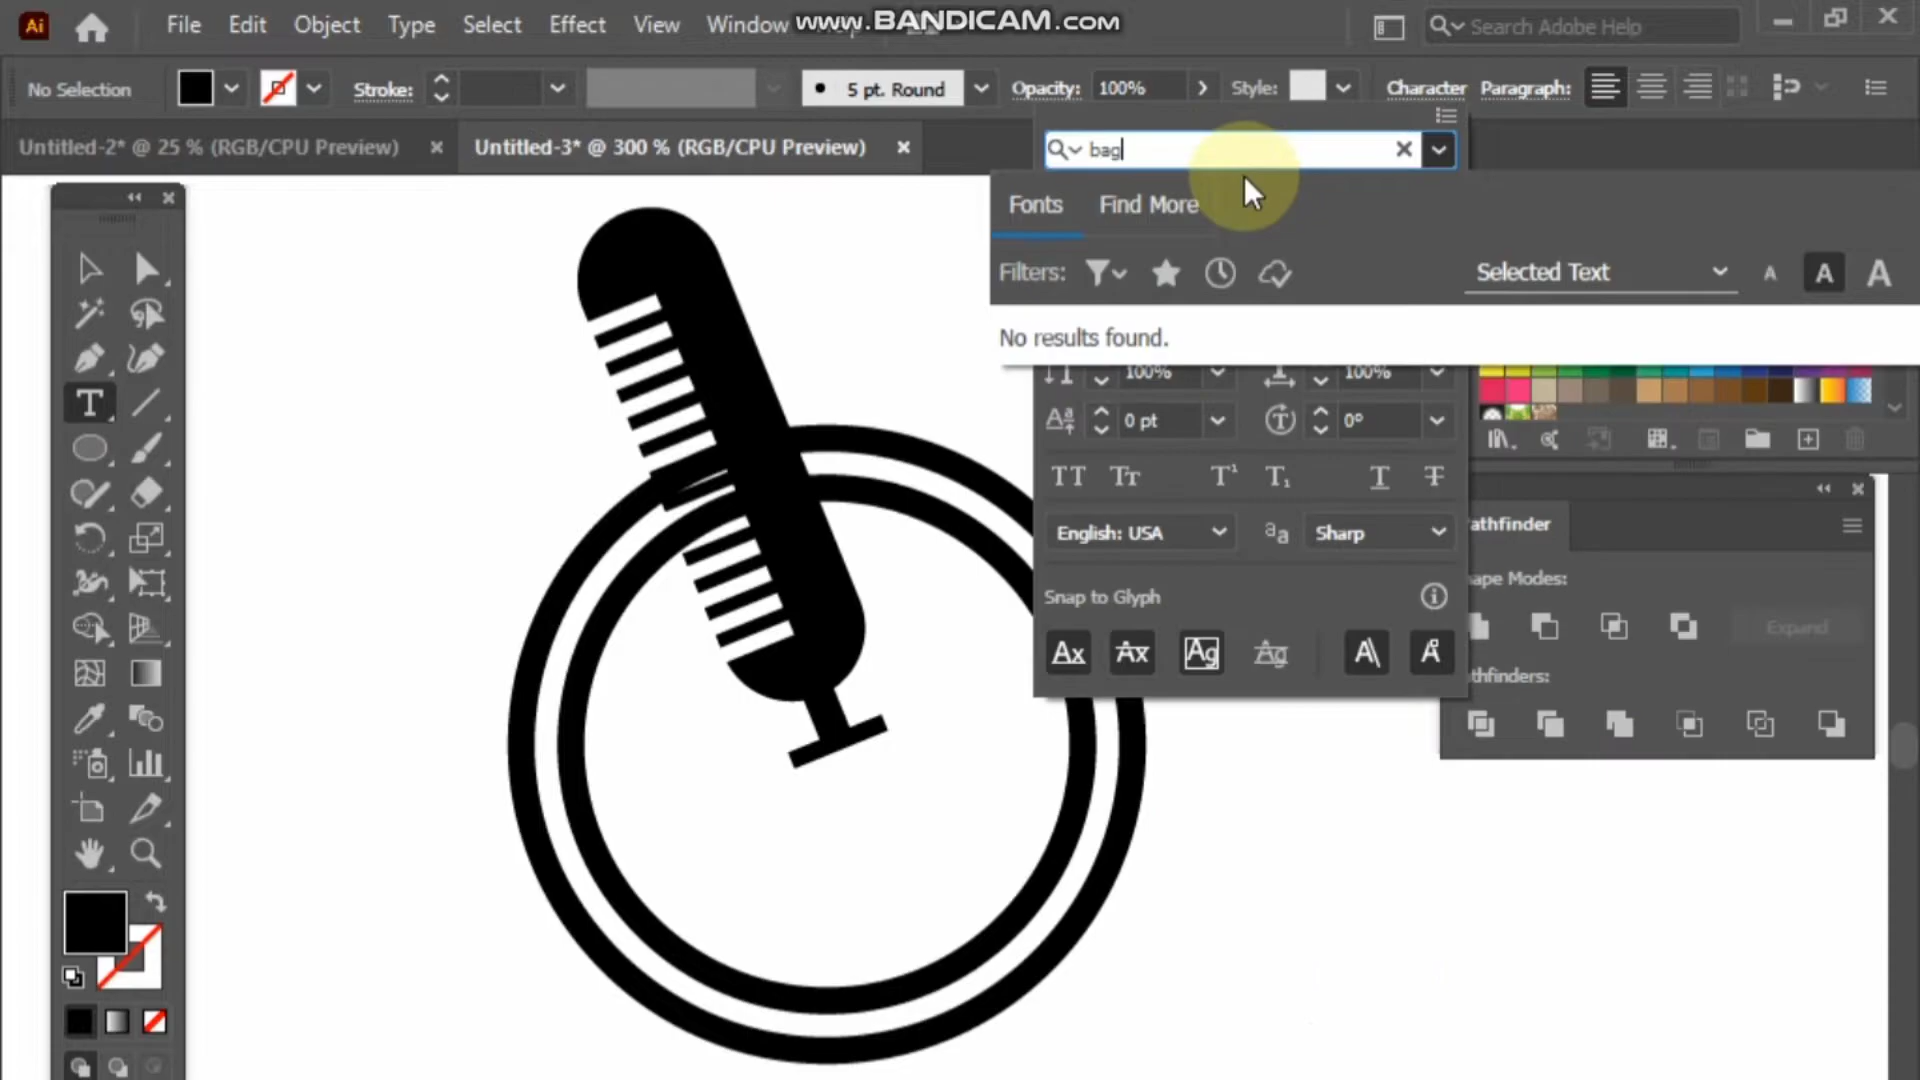 Ai File Edit Object Type Select Effect View Window www.BANDICAM.com Search Adobe Help
No Selection Stroke: 5 pt. Round Opacity: 100% Style: Character Paragraph:
Untitled-2* @ 25 % (RGB/CPU Preview) Untitled-3* @ 300 % (RGB/CPU Preview)
bag
Fonts Find More
Filters: Selected Text A A A
No results found.
100% 100%
0 pt 0°
TT Tr T¹ T₁ T T
English: USA aa Sharp
Snap to Glyph
Ax Ax Ag Ag A A
athfinder
ape Modes:
Expand
thfinders: